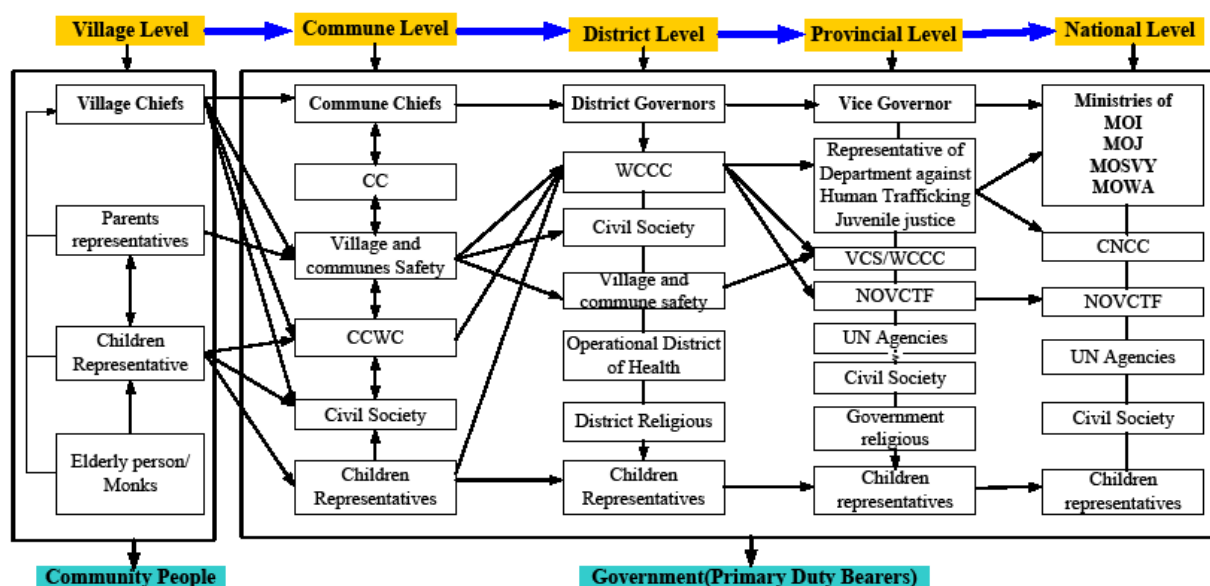 Village Level
Commune Level
District Level
Provincial Level
National Level
Village Chiefs
Parents
representatives
Children
Representative
Elderly person/
Monks
Commune Chiefs
CC
Village and
communes Safety
CCWC
Civil Society
Children
Representatives
District Governors
WCCC
Civil Society
Village and
commune safety
Operational District
of Health
District Religious
Children
Representatives
Vice Governor
Representative of
Department against
Human Trafficking
Juvenile justice
VCS/WCCC
NOVCTF
UN Agencies
Civil Society
Government
religious
Children
representatives
Ministries of
MOI
MOJ
MOSVY
MOWA
CNCC
NOVCTF
UN Agencies
Civil Society
Children
representatives
Community People
Government(Primary Duty Bearers)